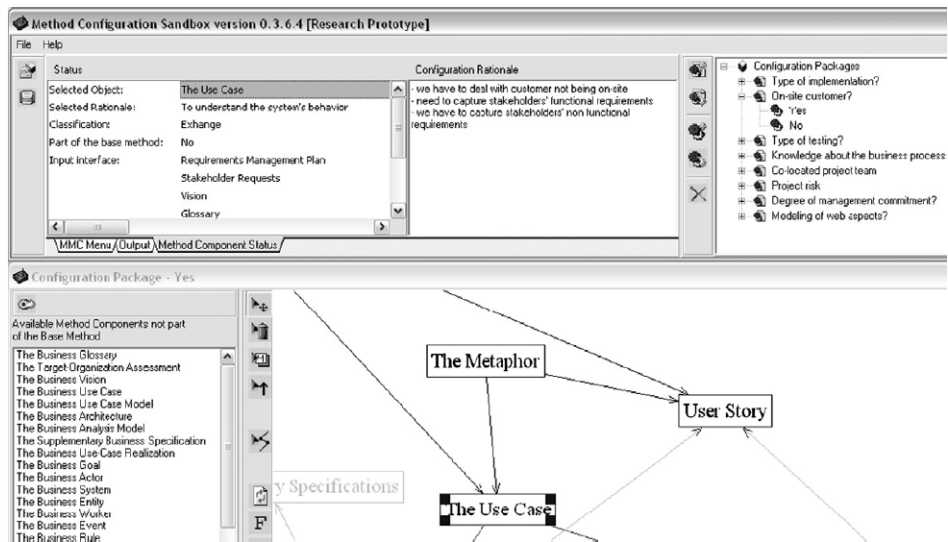 Method Configuration Sandbox version 0.3.6.4 [Research Prototype]
File Help
Status
Selected Object: The Use Case
Selected Rationale: To understand the system's behavior
Classification: Exhange
Part of the base method: No
Input interface: Requirements Management Plan
Stakeholder Requests
Vision
Glossary
MMC Menu Output Method Component Status
Configuration Rationale
- we have to deal with customer not being on-site
- need to capture stakeholders' functional requirements
- we have to capture stakeholders' non functional
requirements
Configuration Packages
Type of implementation?
On-site customer?
Yes
No
Type of testing?
Knowledge about the business process
Co-located project team
Project risk
Degree of management commitment?
Modeling of web aspects?
Configuration Package - Yes
Available Method Components not part
of the Base Method
The Business Glossary
The Target-Organization Assessment
The Business Vision
The Business Use Case
The Business Use Case Model
The Business Architecture
The Business Analysis Model
The Supplementary Business Specification
The Business Use-Case Realization
The Business Goal
The Business Actor
The Business System
The Business Entity
The Business Worker
The Business Event
The Business Rule
F
The Metaphor
User Story
y Specifications
The Use Case